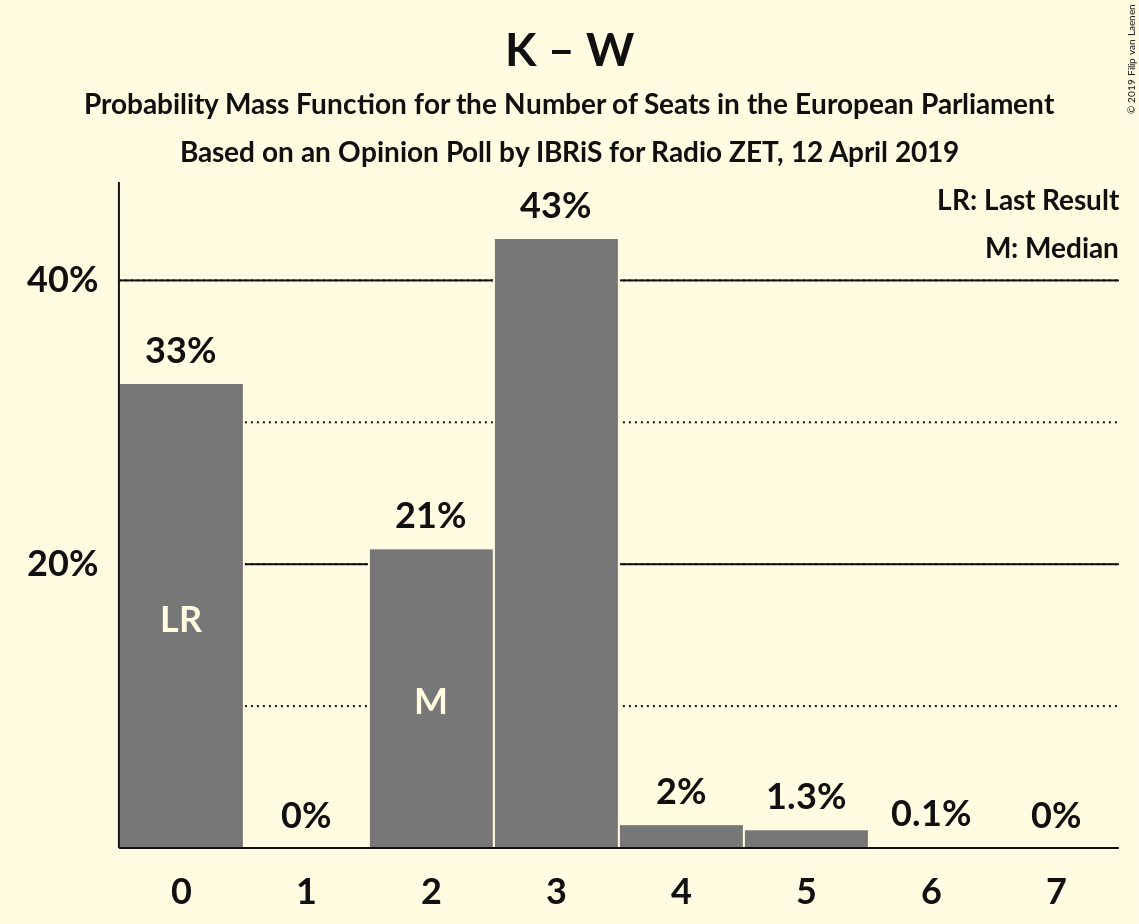 K – W
Probability Mass Function for the Number of Seats in the European Parliament
Based on an Opinion Poll by IBRiS for Radio ZET, 12 April 2019
© 2019 Filip van Laenen
LR: Last Result
M: Median
43%
40%
33%
21%
20%
LR
M
2%
1.3%
0.1%
0%
0%
0 1 2 3 4 5 6 7